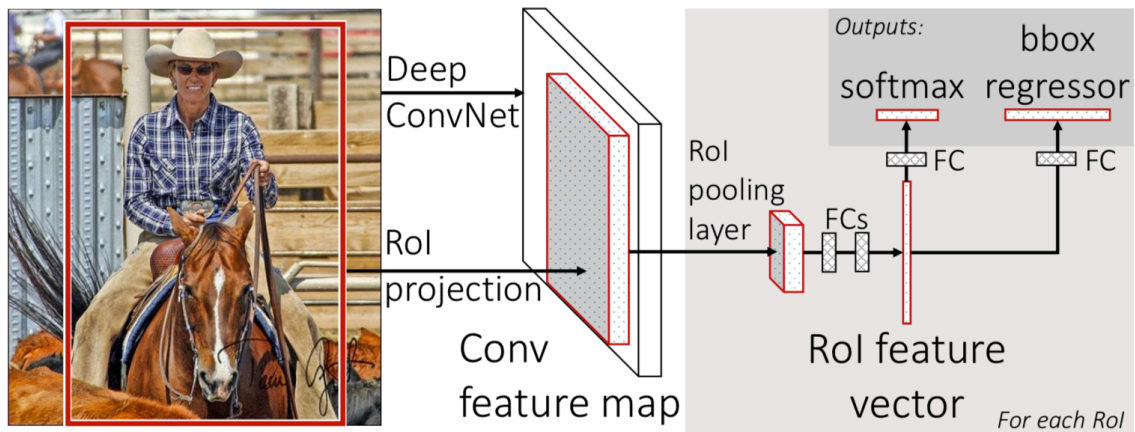 Deep
ConvNet
RoI
projection
Conv
feature map
RoI
pooling
layer
FCs
RoI feature
vector
For each RoI
Outputs:
softmax
bbox
regressor
FC
FC